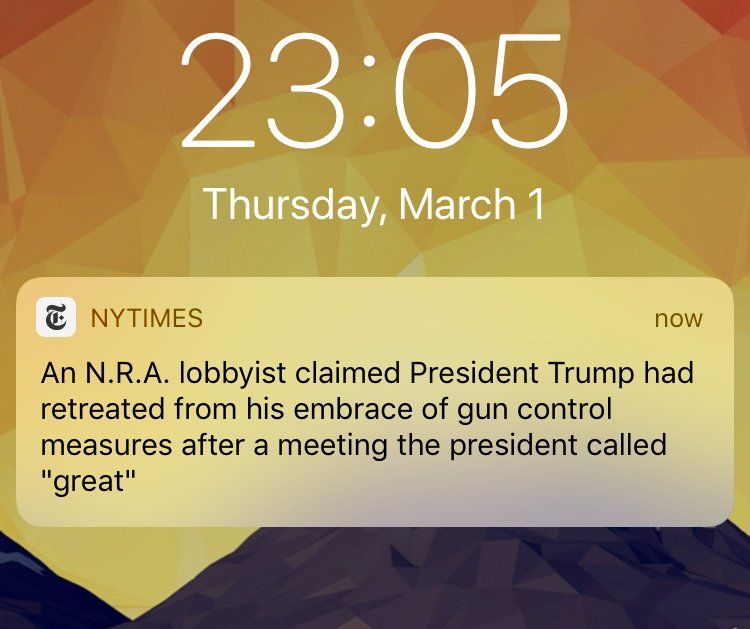 23:05
Thursday, March 1
NYTIMES
now
An N.R.A. lobbyist claimed President Trump had
retreated from his embrace of gun control
measures after a meeting the president called
"great"